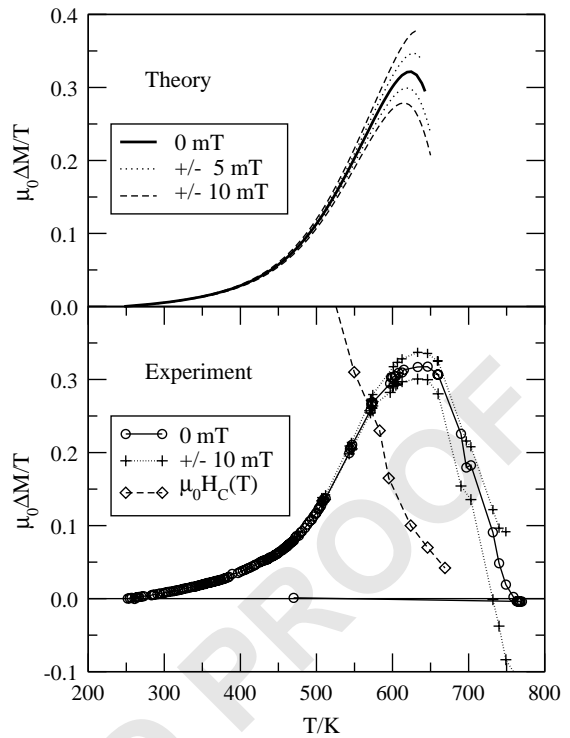 0.4
0.3
0.2
0.1
0.0
μ₀ΔM/T
Theory
0 mT
+/- 5 mT
+/- 10 mT
0.3
0.2
0.1
0.0
-0.1
μ₀ΔM/T
Experiment
0 mT
+/- 10 mT
μ₀H_C(T)
200 300 400 500 600 700 800
T/K
D PROOF